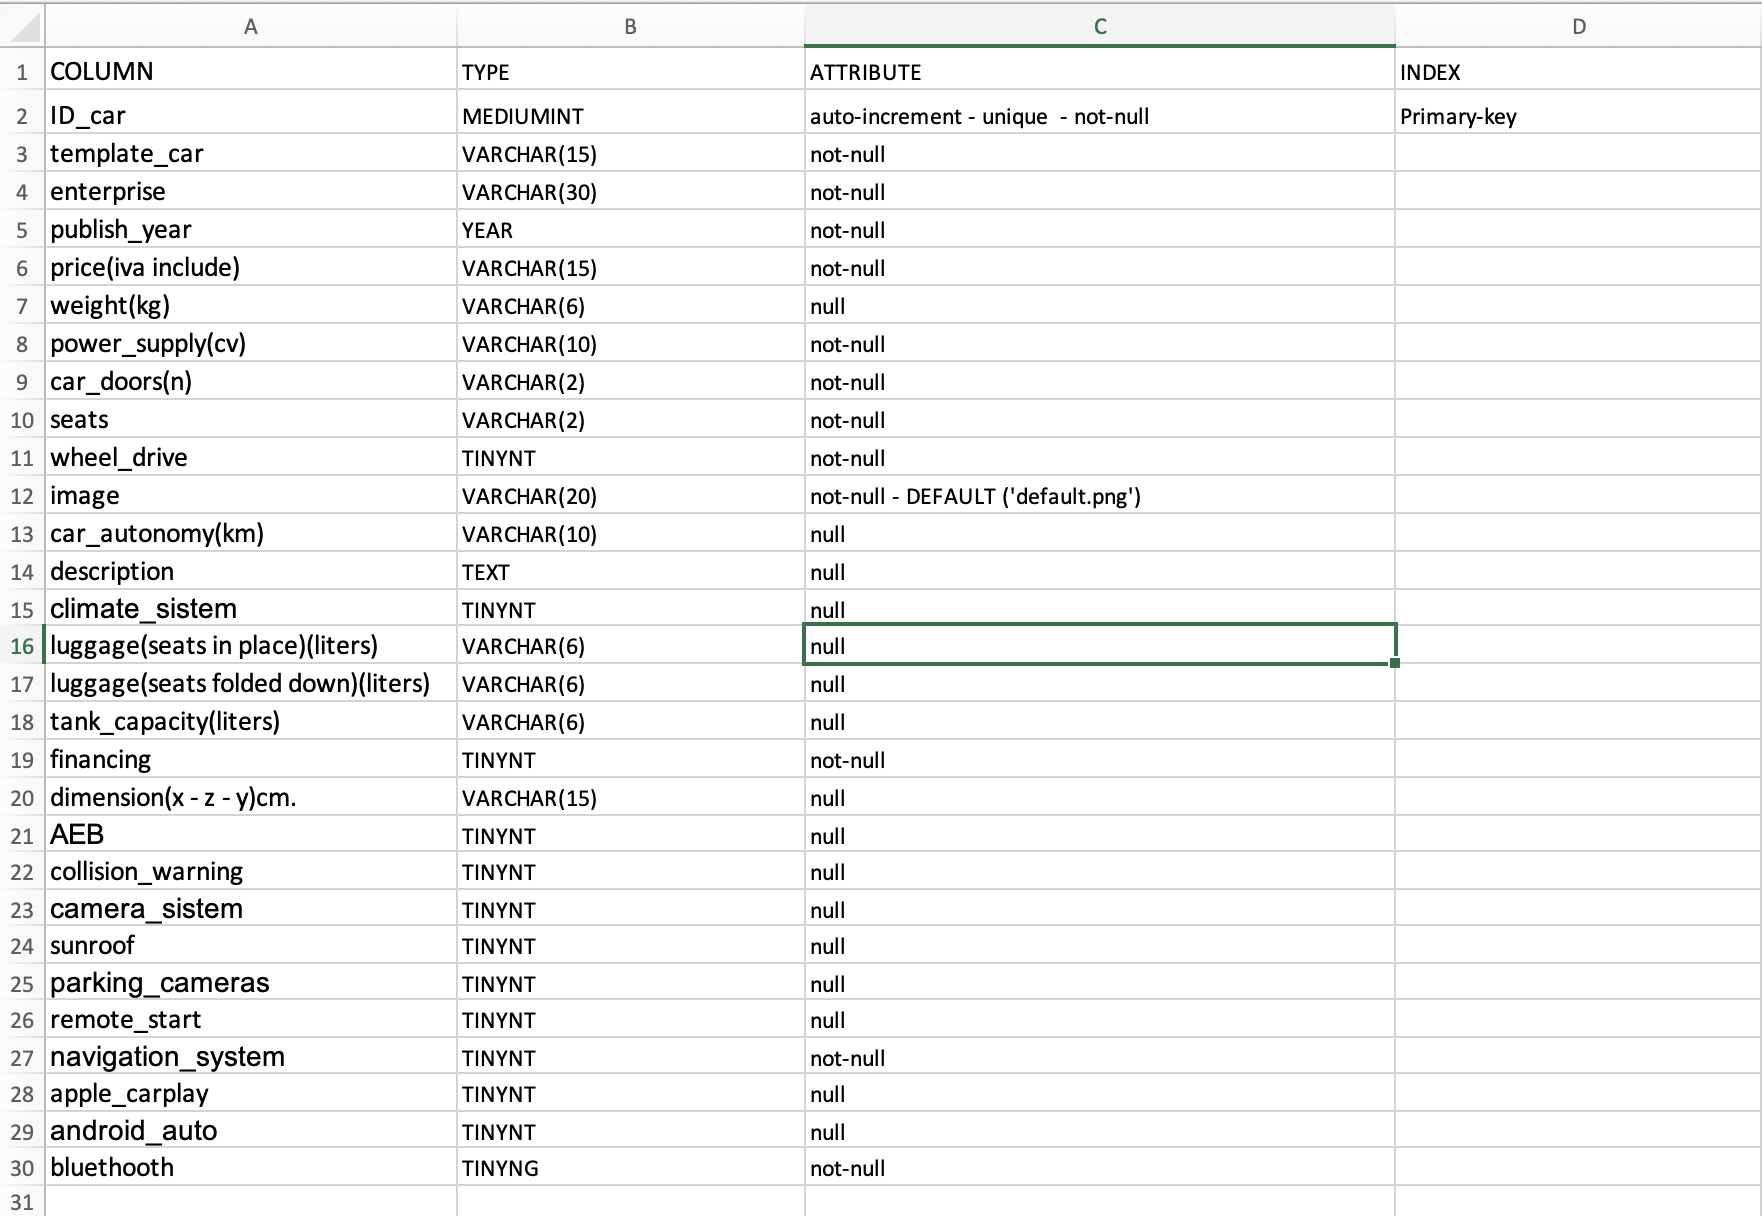 A B C D
1 COLUMN TYPE ATTRIBUTE INDEX
2 ID_car MEDIUMINT auto-increment - unique  - not-null Primary-key
3 template_car VARCHAR(15) not-null
4 enterprise VARCHAR(30) not-null
5 publish_year YEAR not-null
6 price(iva include) VARCHAR(15) not-null
7 weight(kg) VARCHAR(6) null
8 power_supply(cv) VARCHAR(10) not-null
9 car_doors(n) VARCHAR(2) not-null
10 seats VARCHAR(2) not-null
11 wheel_drive TINYNT not-null
12 image VARCHAR(20) not-null - DEFAULT ('default.png')
13 car_autonomy(km) VARCHAR(10) null
14 description TEXT null
15 climate_sistem TINYNT null
16 luggage(seats in place)(liters) VARCHAR(6) null
17 luggage(seats folded down)(liters) VARCHAR(6) null
18 tank_capacity(liters) VARCHAR(6) null
19 financing TINYNT not-null
20 dimension(x - z - y)cm. VARCHAR(15) null
21 AEB TINYNT null
22 collision_warning TINYNT null
23 camera_sistem TINYNT null
24 sunroof TINYNT null
25 parking_cameras TINYNT null
26 remote_start TINYNT null
27 navigation_system TINYNT not-null
28 apple_carplay TINYNT null
29 android_auto TINYNT null
30 bluethooth TINYNG not-null
31